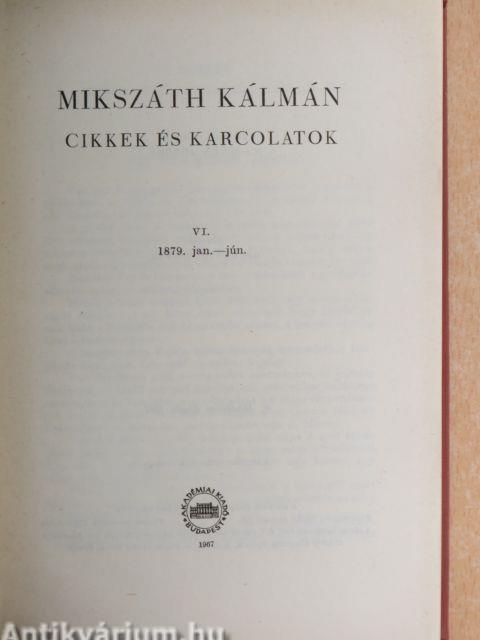 MIKSZÁTH KÁLMÁN
CIKKEK ÉS KARCOLATOK
VI.
1879. jan.—jún.
AKADÉMIAI KIADÓ
BUDAPEST
1967
Antikvárium.hu